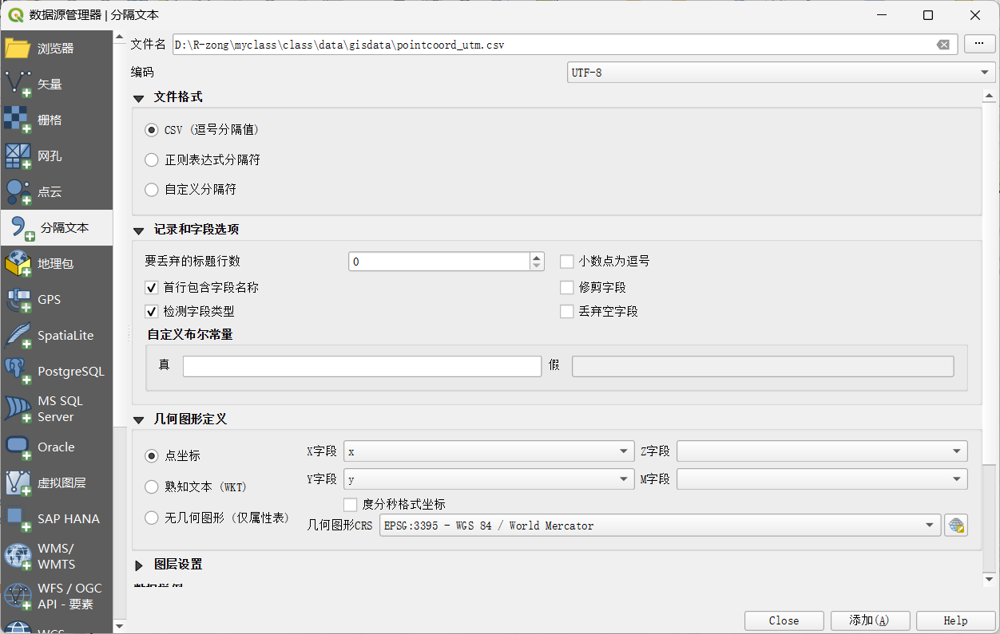 数据源管理器 | 分隔文本
浏览器
矢量
栅格
网孔
点云
分隔文本
地理包
GPS
SpatiaLite
PostgreSQL
MS SQL
Server
Oracle
虚拟图层
SAP HANA
WMS/
WMTS
WFS / OGC
API - 要素
WCS
文件名 D:\R-zong\myclass\class\data\gisdata\pointcoord_utm.csv ...
编码 UTF-8
文件格式
CSV (逗号分隔值)
正则表达式分隔符
自定义分隔符
记录和字段选项
要丢弃的标题行数 0 小数点为逗号
首行包含字段名称 修剪字段
检测字段类型 丢弃空字段
自定义布尔常量
真 假
几何图形定义
点坐标 X字段 x Z字段
Y字段 y M字段
熟知文本 (WKT)
度分秒格式坐标
无几何图形 (仅属性表)
几何图形CRS EPSG:3395 - WGS 84 / World Mercator
图层设置
Close 添加(A) Help